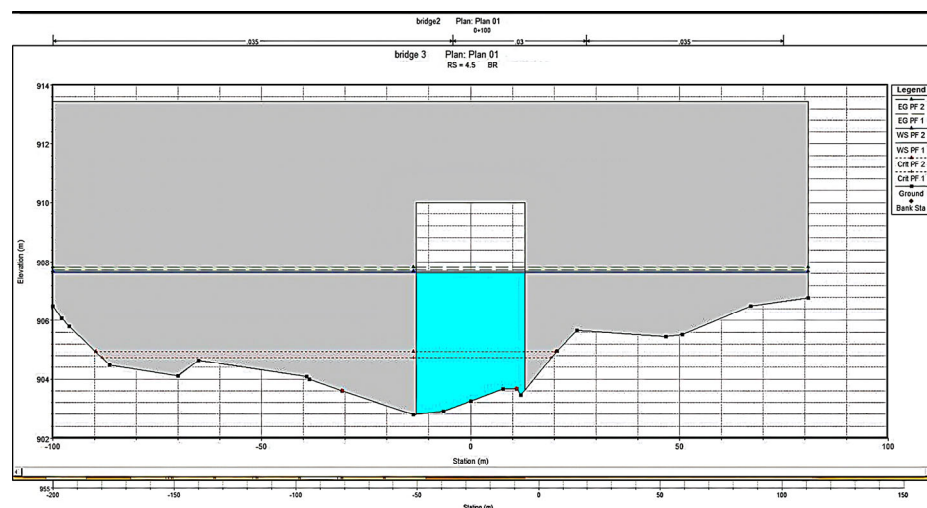 bridge2 Plan: Plan 01
0+100
.035 .03 .035
bridge 3 Plan: Plan 01
RS = 4.5 BR
914
912
910
908
906
904
902
Elevation (m)
-100 -50 0 50 100
Station (m)
Legend
EG PF 2
EG PF 1
WS PF 2
WS PF 1
Crit PF 2
Crit PF 1
Ground
Bank Sta
955
-200 -150 -100 -50 0 50 100 150
Station (m)